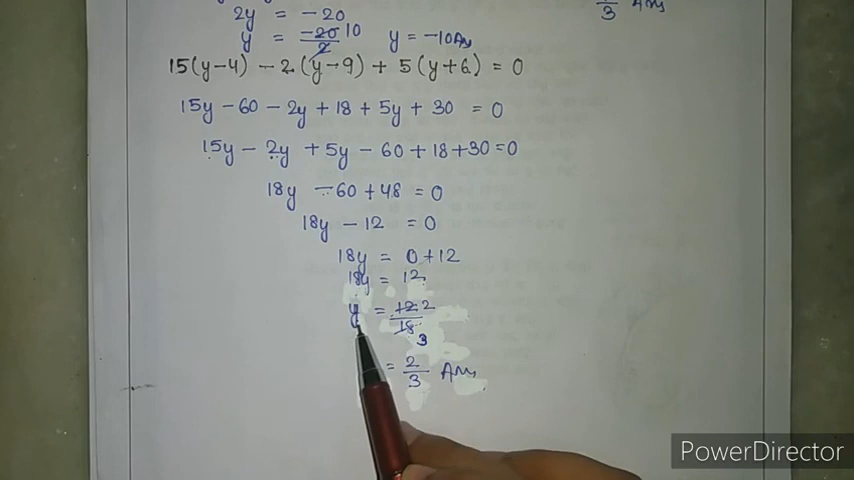 2y = -20
y = -20/2 10 y = -10 Ans
3 Ans
15(y-4) - 2(y-9) + 5(y+6) = 0
15y - 60 - 2y + 18 + 5y + 30 = 0
15y - 2y + 5y - 60 + 18 + 30 = 0
18y - 60 + 48 = 0
18y - 12 = 0
18y = 0 + 12
18y = 12
y = 12/18 2 3
= 2/3 Ans
PowerDirector